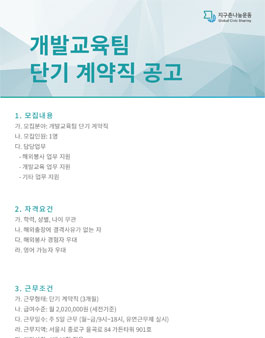 지구촌나눔운동
Global Civic Sharing
개발교육팀
단기 계약직 공고
1. 모집내용
가. 모집분야: 개발교육팀 단기 계약직
나. 모집인원: 1명
다. 담당업무
- 해외행사 업무 지원
- 개발교육 업무 지원
- 기타 업무 지원
2. 자격요건
가. 학력, 성별, 나이 무관
나. 해외출장에 결격사유가 없는 자
다. 해외봉사 경험자 우대
라. 영어 가능자 우대
3. 근무조건
가. 근무형태: 단기 계약직 (3개월)
나. 급여수준: 월 2,020,000원 (세전기준)
다. 근무일수: 주 5일 근무 (월~금/9시~18시, 유연근무제 실시)
라. 근무지역: 서울시 종로구 율곡로 84 가든타워 901호